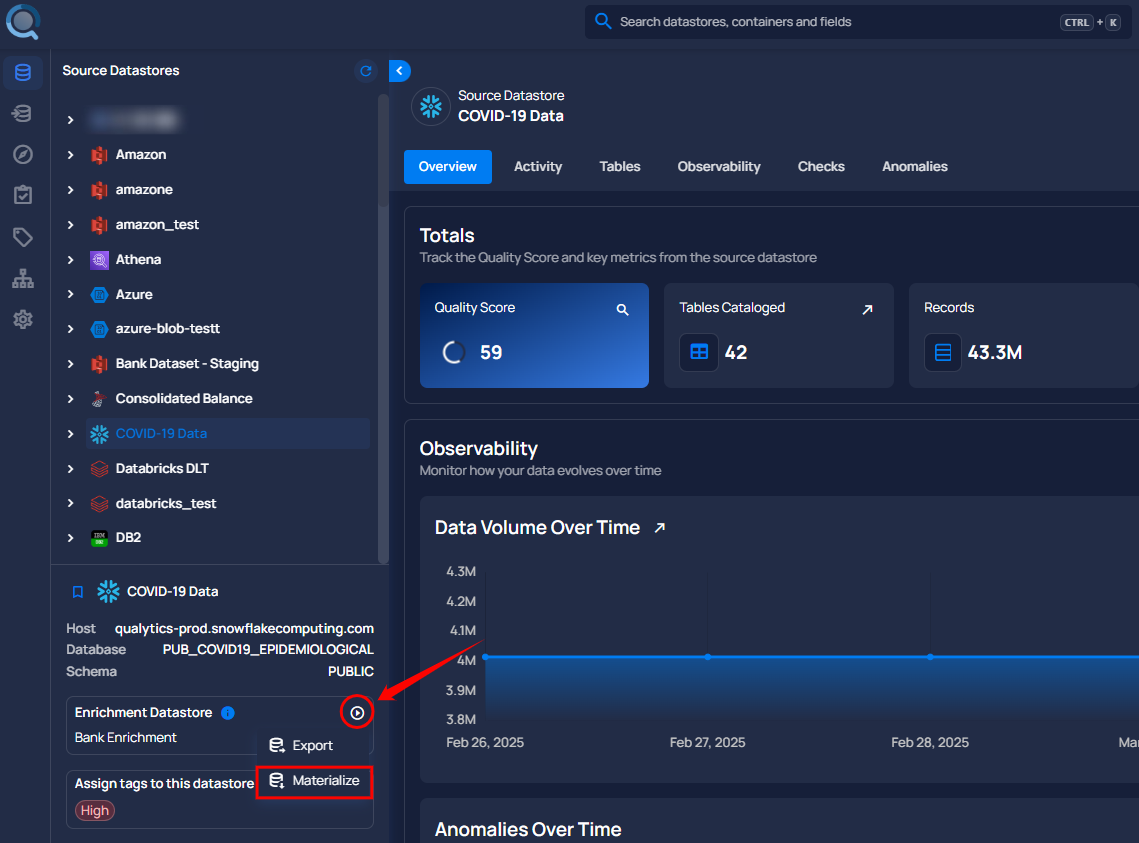 Search datastores, containers and fields
CTRL + K
Source Datastores
Amazon
amazone
amazon_test
Athena
Azure
azure-blob-testt
Bank Dataset - Staging
Consolidated Balance
COVID-19 Data
Databricks DLT
databricks_test
IBM
DB2
DB2
COVID-19 Data
Host qualytics-prod.snowflakecomputing.com
Database PUB_COVID19_EPIDEMIOLOGICAL
Schema PUBLIC
Enrichment Datastore
Bank Enrichment
Export
Materialize
Assign tags to this datastore
High
Source Datastore
COVID-19 Data
Overview Activity Tables Observability Checks Anomalies
Totals
Track the Quality Score and key metrics from the source datastore
Quality Score
59
Tables Cataloged
42
Records
43.3M
Observability
Monitor how your data evolves over time
Data Volume Over Time
4.3M
4.2M
4.1M
4M
3.9M
3.8M
Feb 26, 2025 Feb 27, 2025 Feb 28, 2025 Mar
Anomalies Over Time